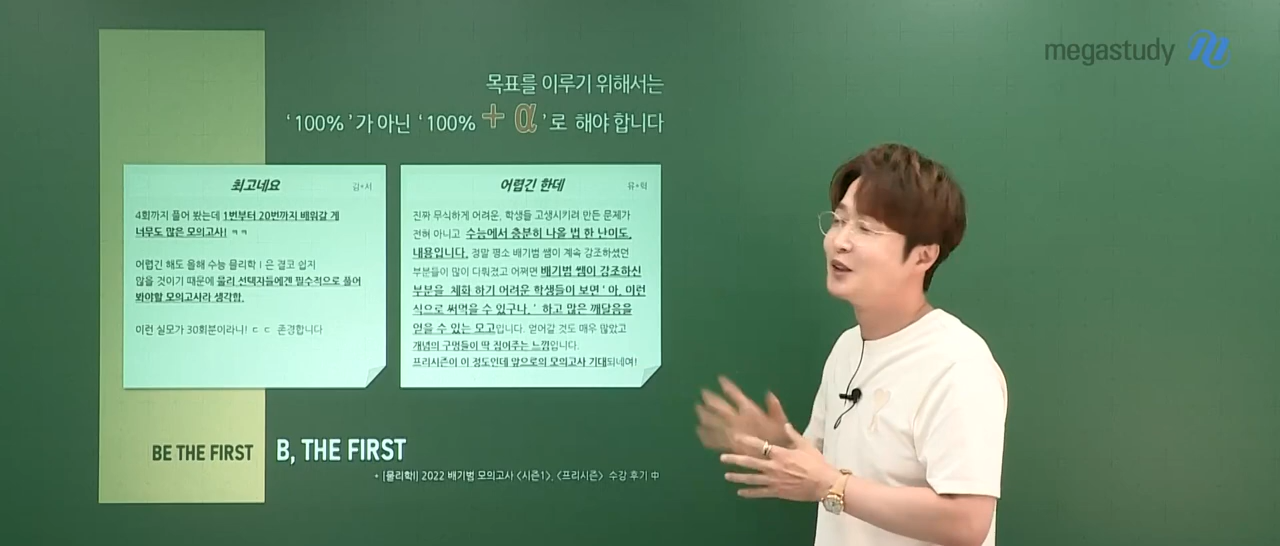 megastudy
목표를 이루기 위해서는
‘100%’가 아닌 ‘100% + α’로 해야 합니다
최고네요
김*서
4회까지 풀어 봤는데 1번부터 20번까지 배워갈 게
너무도 많은 모의고사! ㅋㅋ
어렵긴 해도 올해 수능 물리학 I 은 결코 쉽지
않을 것이기 때문에 물리 선택자들에겐 필수적으로 풀어
봐야할 모의고사라 생각함.
이런 실모가 30회분이라니! ㄷㄷ 존경합니다
어렵긴 한데
유*혁
진짜 무식하게 어려운, 학생들 고생시키려 만든 문제가
전혀 아니고 수능에서 충분히 나올 법 한 난이도,
내용입니다. 정말 평소 배기범 쌤이 계속 강조하셨던
부분들이 많이 다뤄졌고 어쩌면 배기범 쌤이 강조하신
부분을 체화 하기 어려운 학생들이 보면 ‘아, 이런
식으로 써먹을 수 있구나.’ 하고 많은 깨달음을
얻을 수 있는 모고입니다. 얻어갈 것도 매우 많았고
개념의 구멍들이 딱 집어주는 느낌입니다.
프리시즌이 이 정도인데 앞으로의 모의고사 기대되네여!
BE THE FIRST B, THE FIRST
* [물리학I] 2022 배기범 모의고사 <시즌1>, <프리시즌> 수강 후기 中